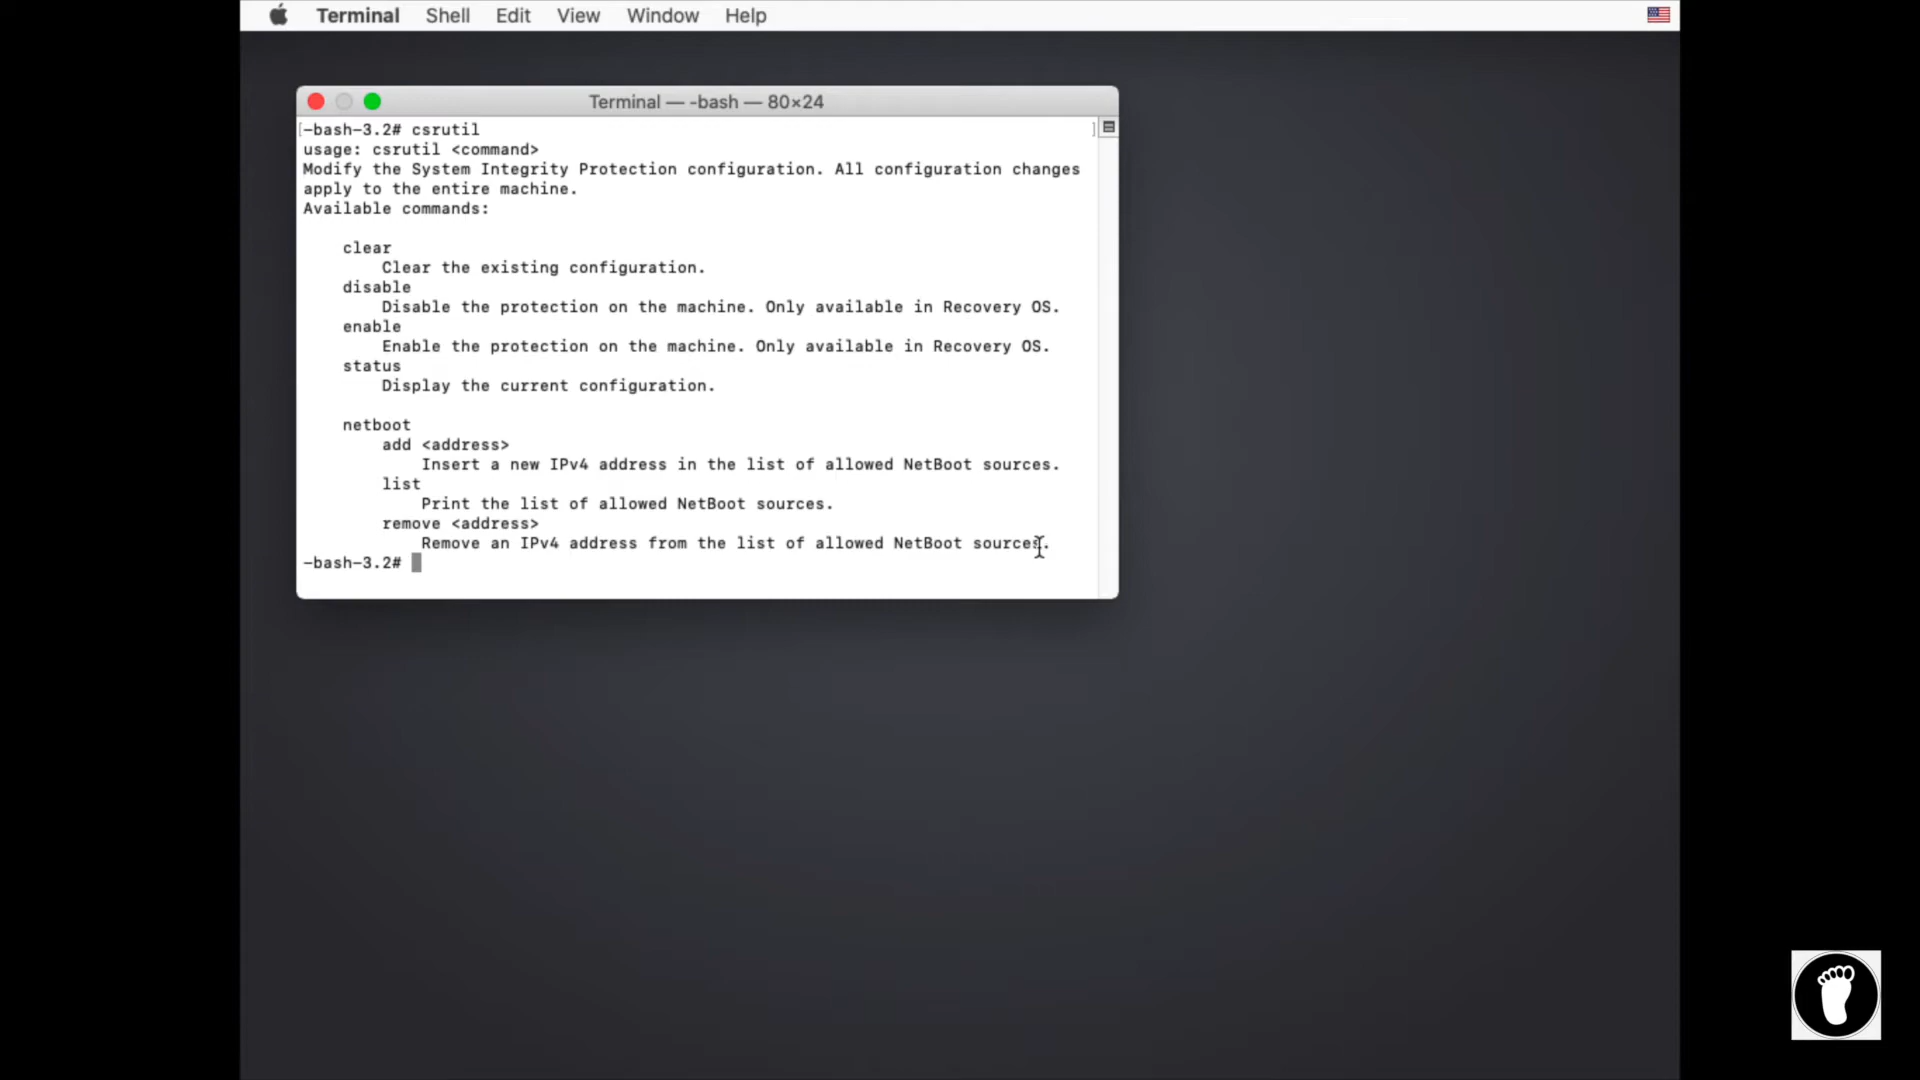 Terminal Shell Edit View Window Help
Terminal — -bash — 80×24
[-bash-3.2# csrutil ]
usage: csrutil <command>
Modify the System Integrity Protection configuration. All configuration changes
apply to the entire machine.
Available commands:
clear
Clear the existing configuration.
disable
Disable the protection on the machine. Only available in Recovery OS.
enable
Enable the protection on the machine. Only available in Recovery OS.
status
Display the current configuration.
netboot
add <address>
Insert a new IPv4 address in the list of allowed NetBoot sources.
list
Print the list of allowed NetBoot sources.
remove <address>
Remove an IPv4 address from the list of allowed NetBoot sources.
-bash-3.2#